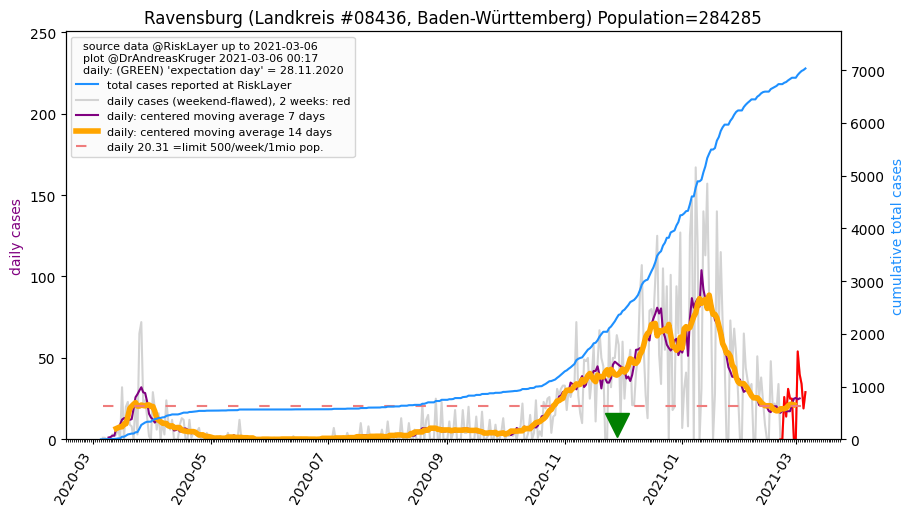 Ravensburg (Landkreis #08436, Baden-Württemberg) Population=284285
source data @RiskLayer up to 2021-03-06
plot @DrAndreasKruger 2021-03-06 00:17
daily: (GREEN) 'expectation day' = 28.11.2020
total cases reported at RiskLayer
daily cases (weekend-flawed), 2 weeks: red
daily: centered moving average 7 days
daily: centered moving average 14 days
daily 20.31 =limit 500/week/1mio pop.
daily cases
250
200
150
100
50
0
cumulative total cases
7000
6000
5000
4000
3000
2000
1000
0
2020-03
2020-05
2020-07
2020-09
2020-11
2021-01
2021-03